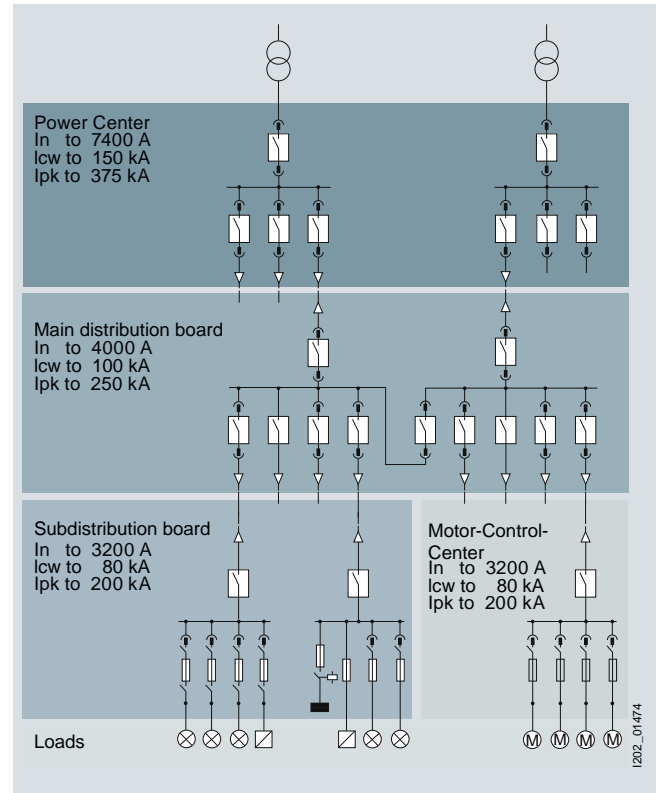 Power Center
In to 7400 A
Icw to 150 kA
Ipk to 375 kA
Main distribution board
In to 4000 A
Icw to 100 kA
Ipk to 250 kA
Subdistribution board
In to 3200 A
Icw to 80 kA
Ipk to 200 kA
Motor-Control-
Center
In to 3200 A
Icw to 80 kA
Ipk to 200 kA
Loads
M M M M
I202_01474